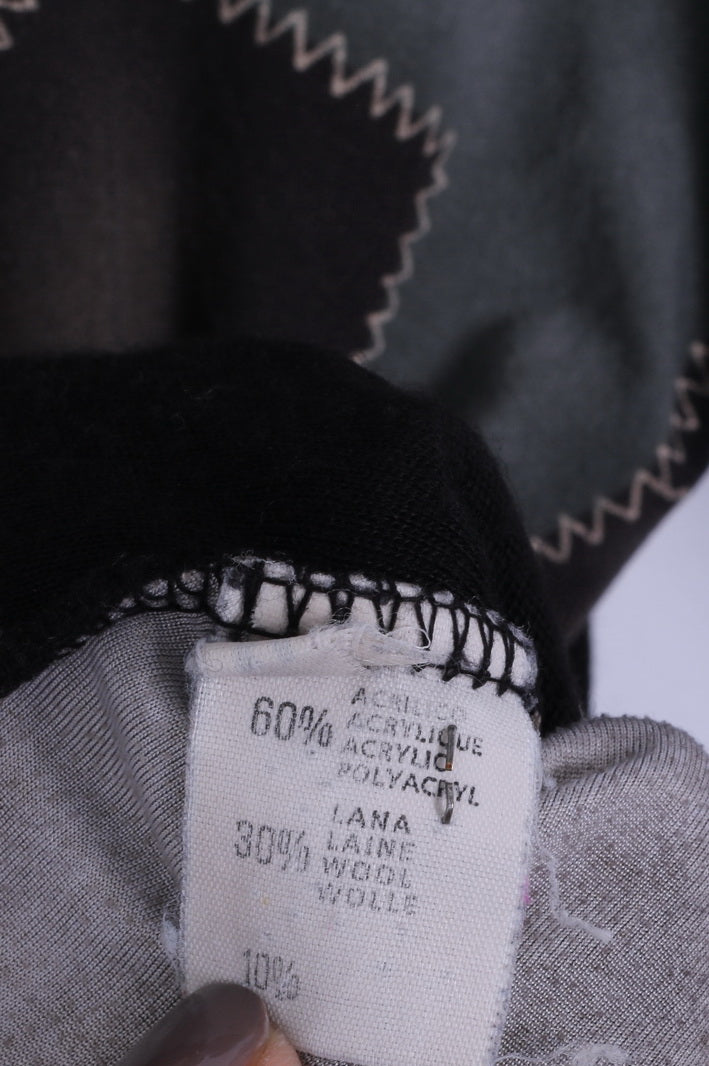 60% ACRILICO
ACRYLIQUE
ACRYLIC
POLYACRYL
30% LANA
LAINE
WOOL
WOLLE
10%